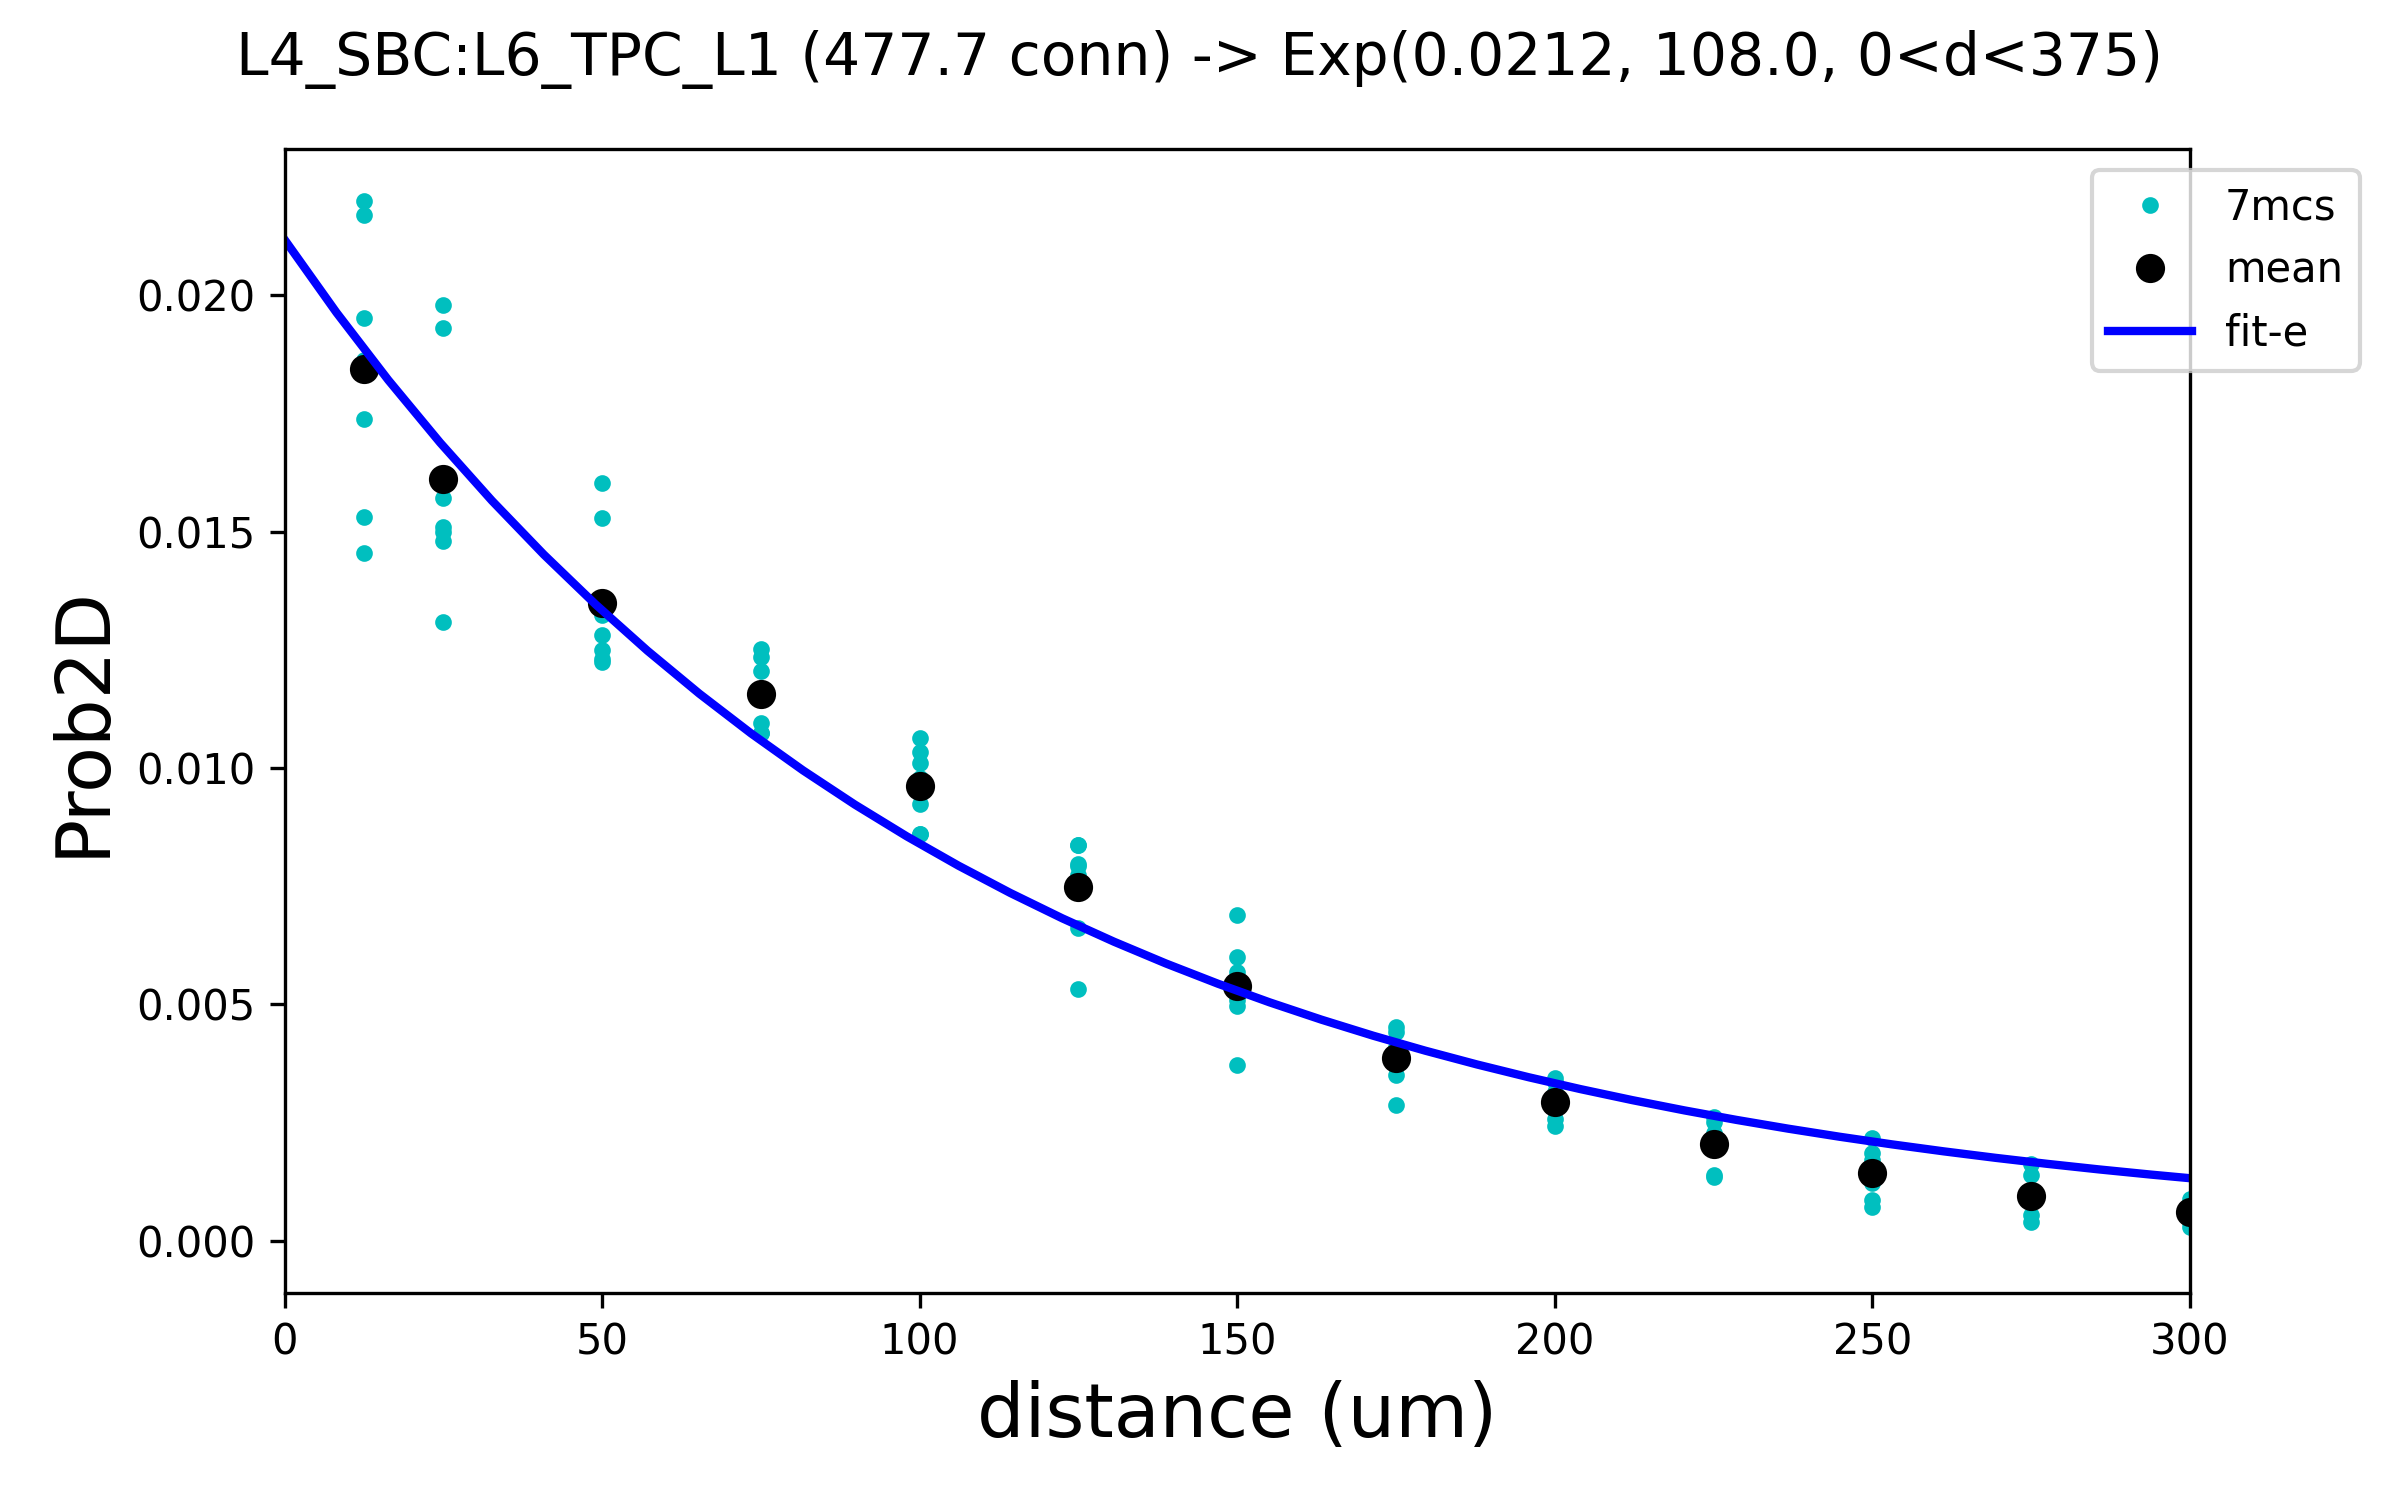 L4_SBC:L6_TPC_L1 (477.7 conn) -> Exp(0.0212, 108.0, 0<d<375)
7mcs
mean
fit-e
Prob2D
0.020
0.015
0.010
0.005
0.000
0 50 100 150 200 250 300
distance (um)